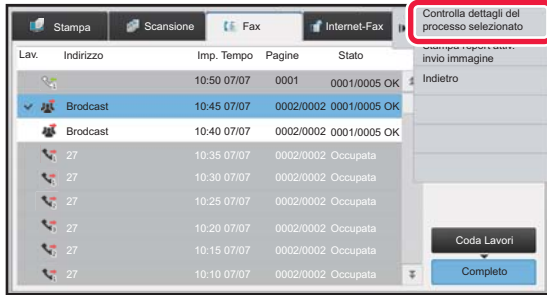 Stampa Scansione Fax Internet-Fax
Controlla dettagli del
processo selezionato
Stampa report attiv.
invio immagine
Indietro
Lav. Indirizzo Imp. Tempo Pagine Stato
10:50 07/07 0001 0001/0005 OK
Brodcast 10:45 07/07 0002/0002 0001/0005 OK
Brodcast 10:40 07/07 0002/0002 0001/0005 OK
27 10:35 07/07 0002/0002 Occupata
27 10:30 07/07 0002/0002 Occupata
27 10:25 07/07 0002/0002 Occupata
27 10:20 07/07 0002/0002 Occupata
27 10:15 07/07 0002/0002 Occupata
27 10:10 07/07 0002/0002 Occupata
Coda Lavori
Completo